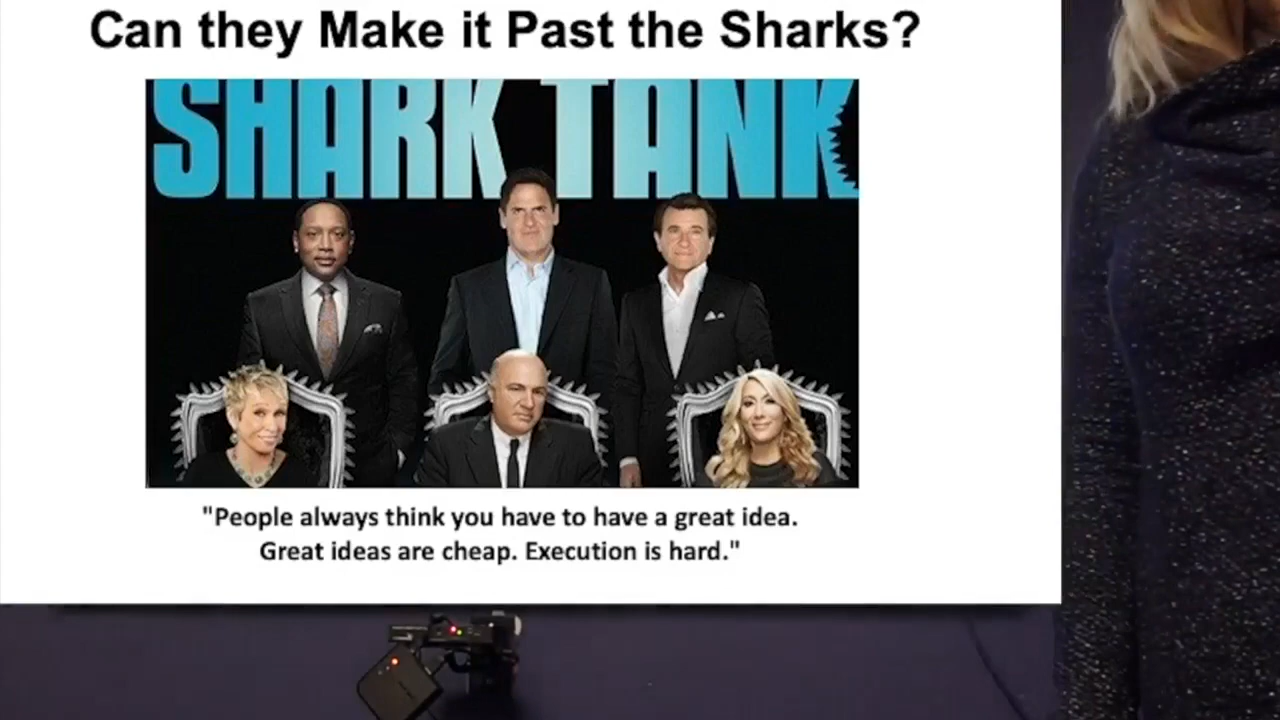 Can they Make it Past the Sharks?
SHARK TANK
"People always think you have to have a great idea.
Great ideas are cheap. Execution is hard."